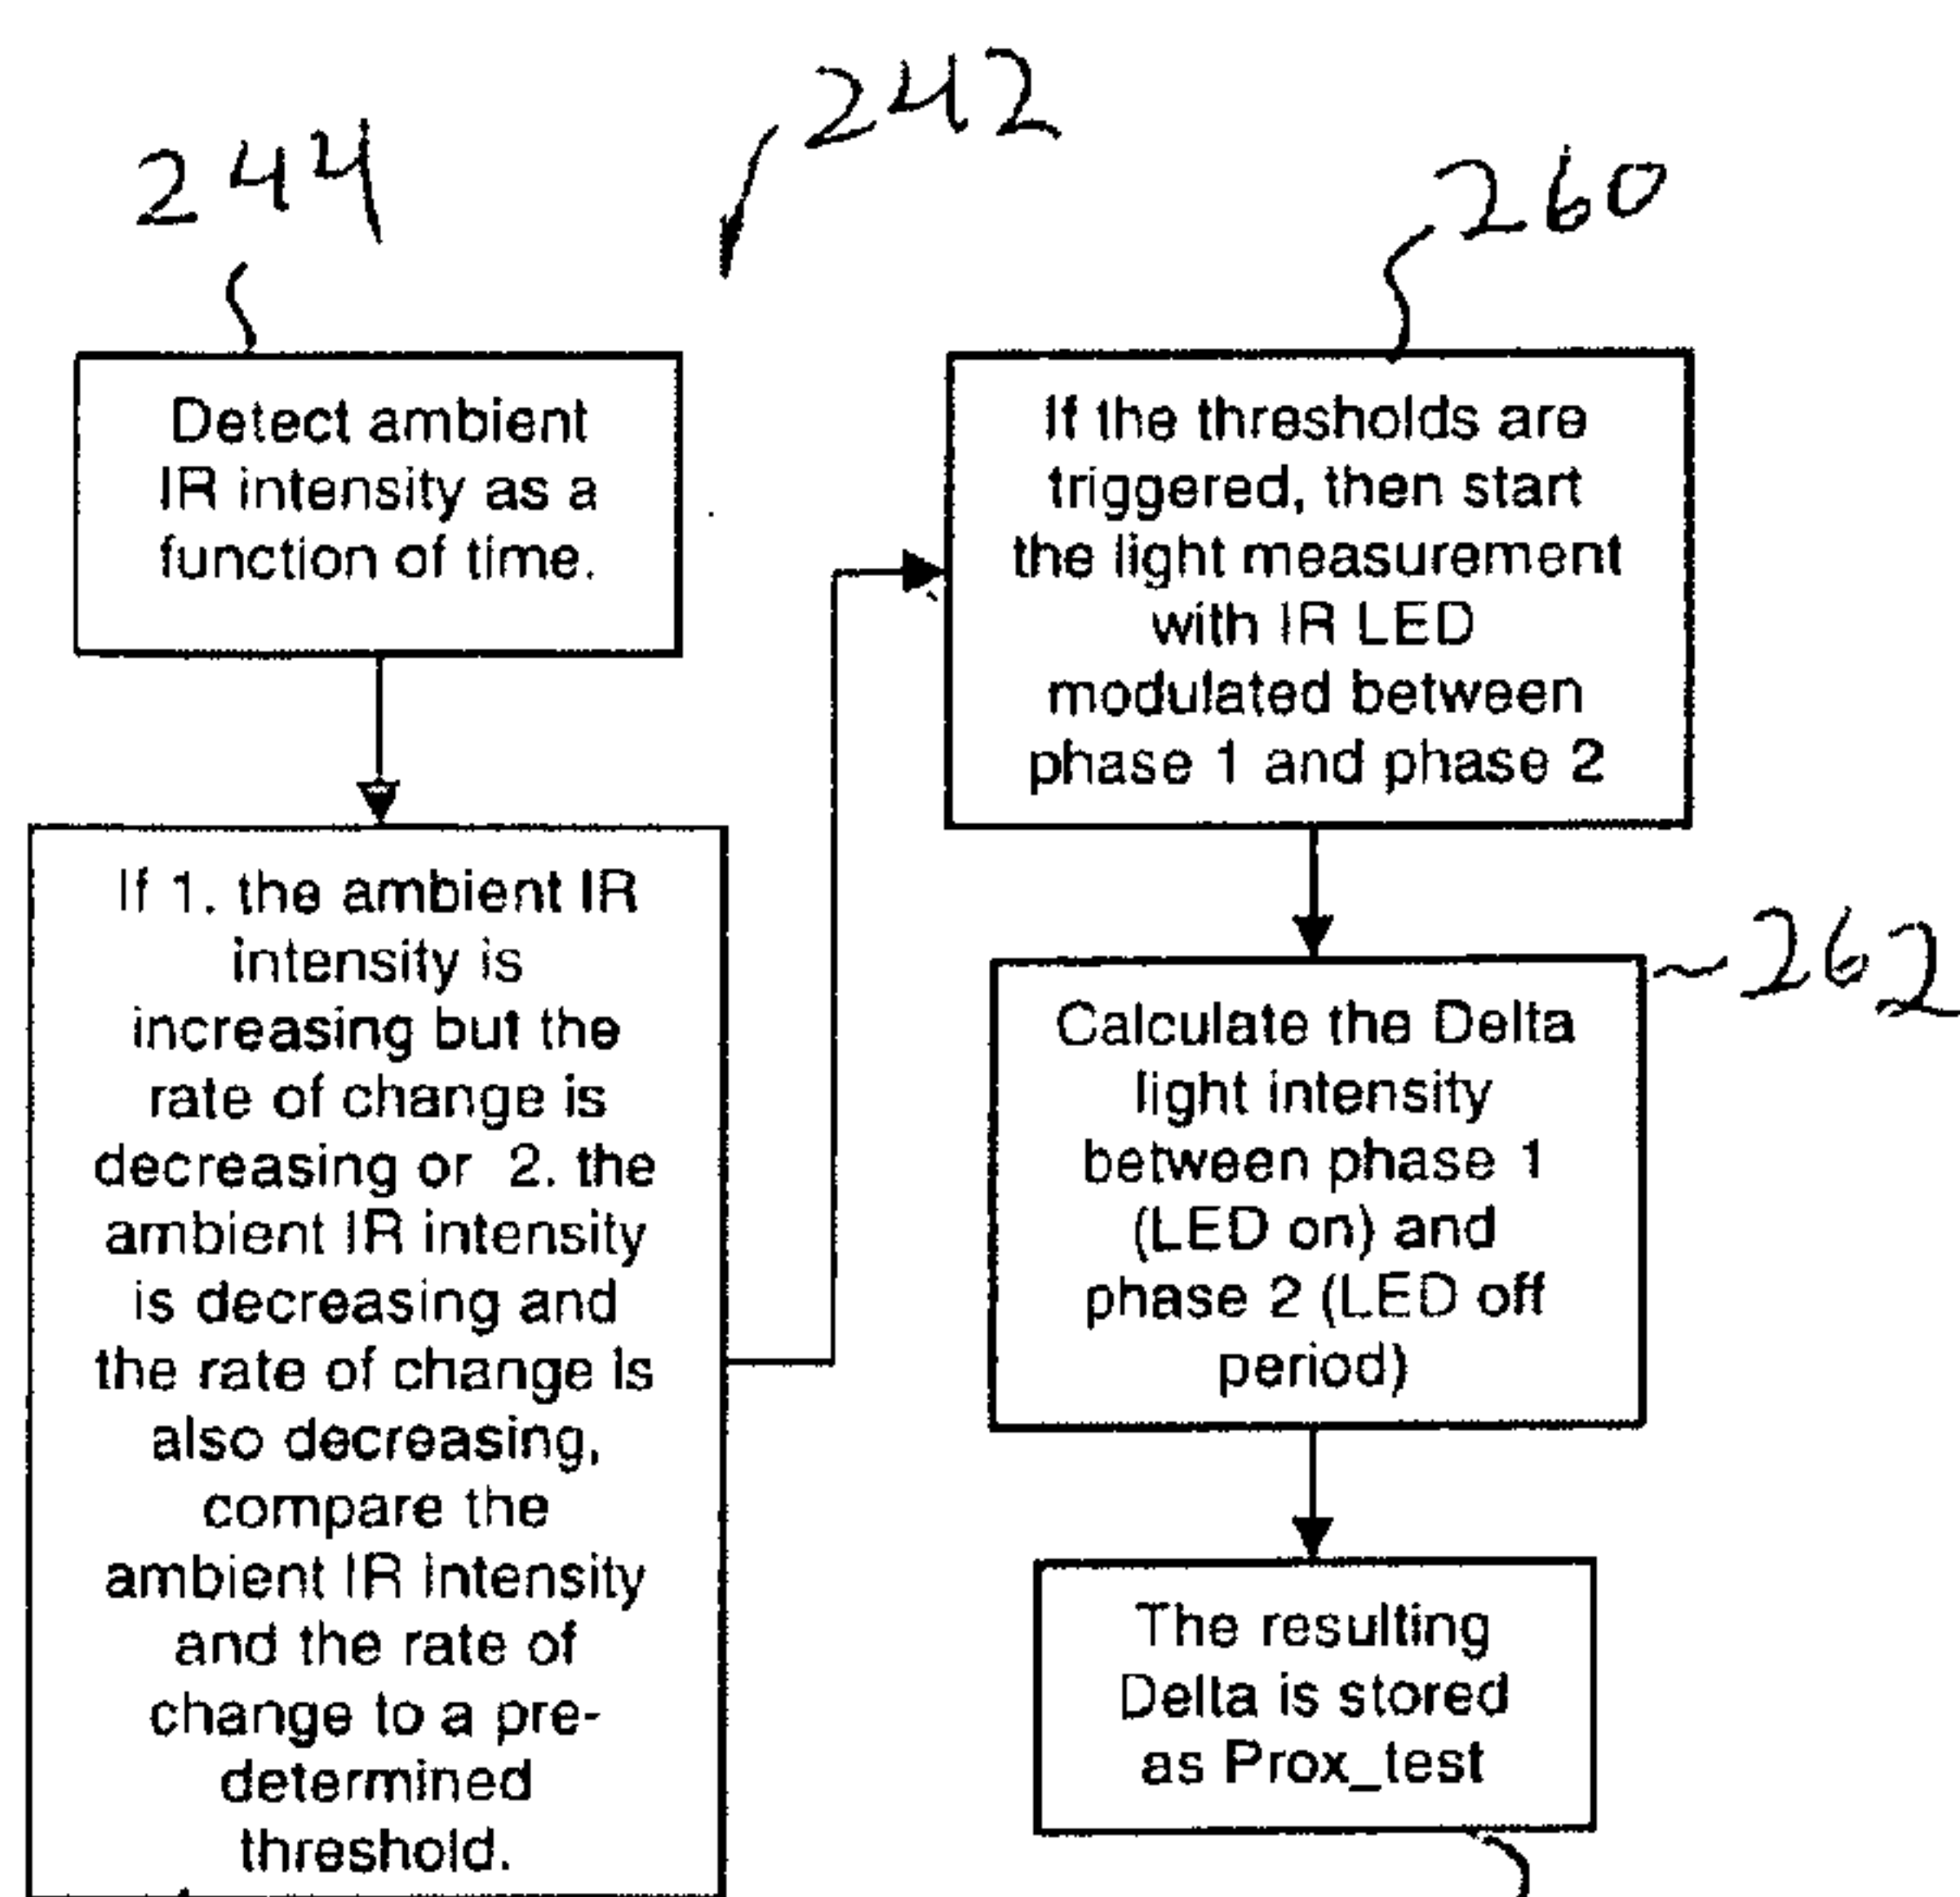 242
244
260
Detect ambient
IR intensity as a
function of time.
If 1. the ambient IR
intensity is
increasing but the
rate of change is
decreasing or 2. the
ambient IR intensity
is decreasing and
the rate of change is
also decreasing,
compare the
ambient IR intensity
and the rate of
change to a pre-
determined
threshold.
If the thresholds are
triggered, then start
the light measurement
with IR LED
modulated between
phase 1 and phase 2
262
Calculate the Delta
light intensity
between phase 1
(LED on) and
phase 2 (LED off
period)
The resulting
Delta is stored
as Prox_test